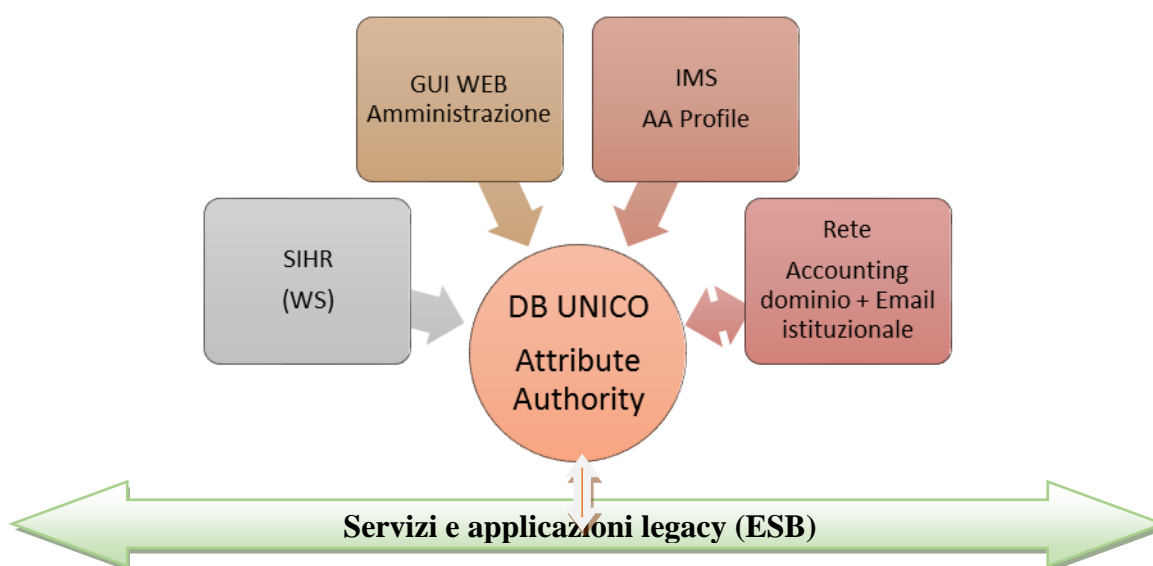 GUI WEB
Amministrazione
IMS
AA Profile
SIHR
(WS)
Rete
Accounting
dominio + Email
istituzionale
DB UNICO
Attribute
Authority
Servizi e applicazioni legacy (ESB)